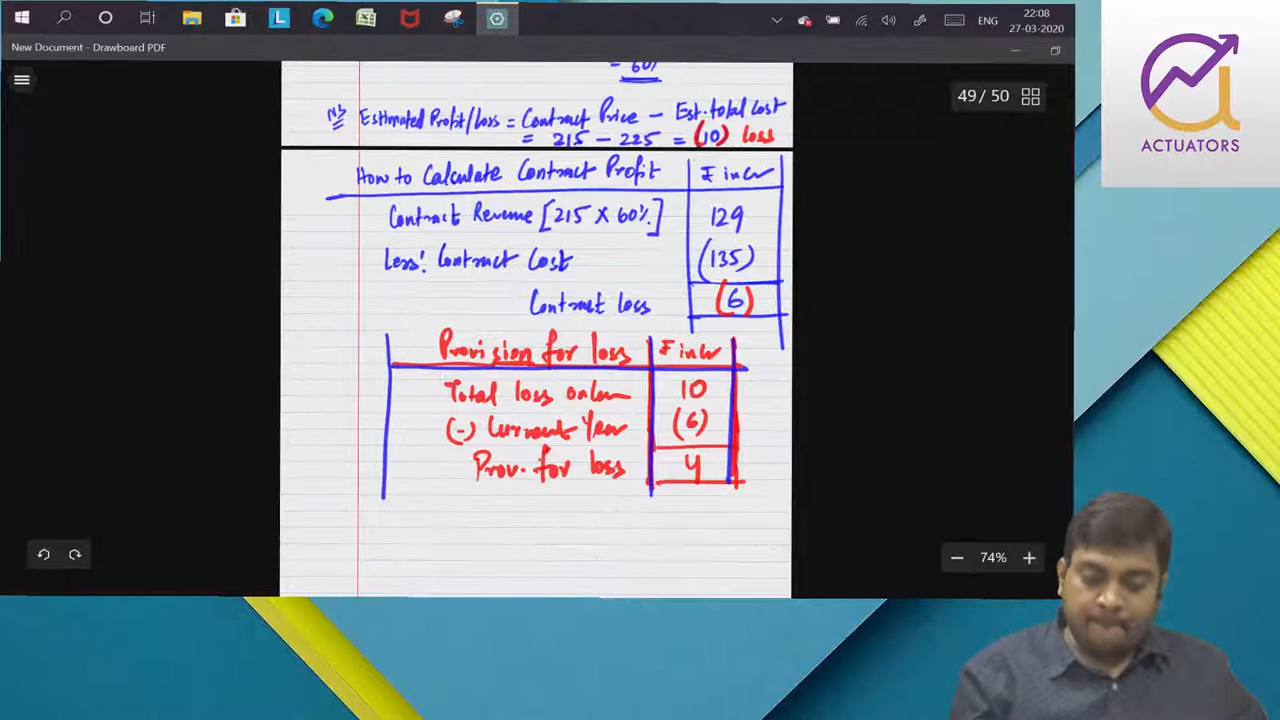 22:08
ENG
27-03-2020
New Document - Drawboard PDF
= 60%
N3 Estimated Profit/Loss = Contract Price - Est. total Cost
= 215 - 225 = (10) loss
49 / 50
ACTUATORS
How to Calculate Contract Profit ₹ in Cr
Contract Revenue [215 X 60%] 129
Less: Contract Cost (135)
Contract loss (6)
Provision for loss ₹ in Cr
Total loss 10
(-) Current Year (6)
Prov. for loss 4
74%